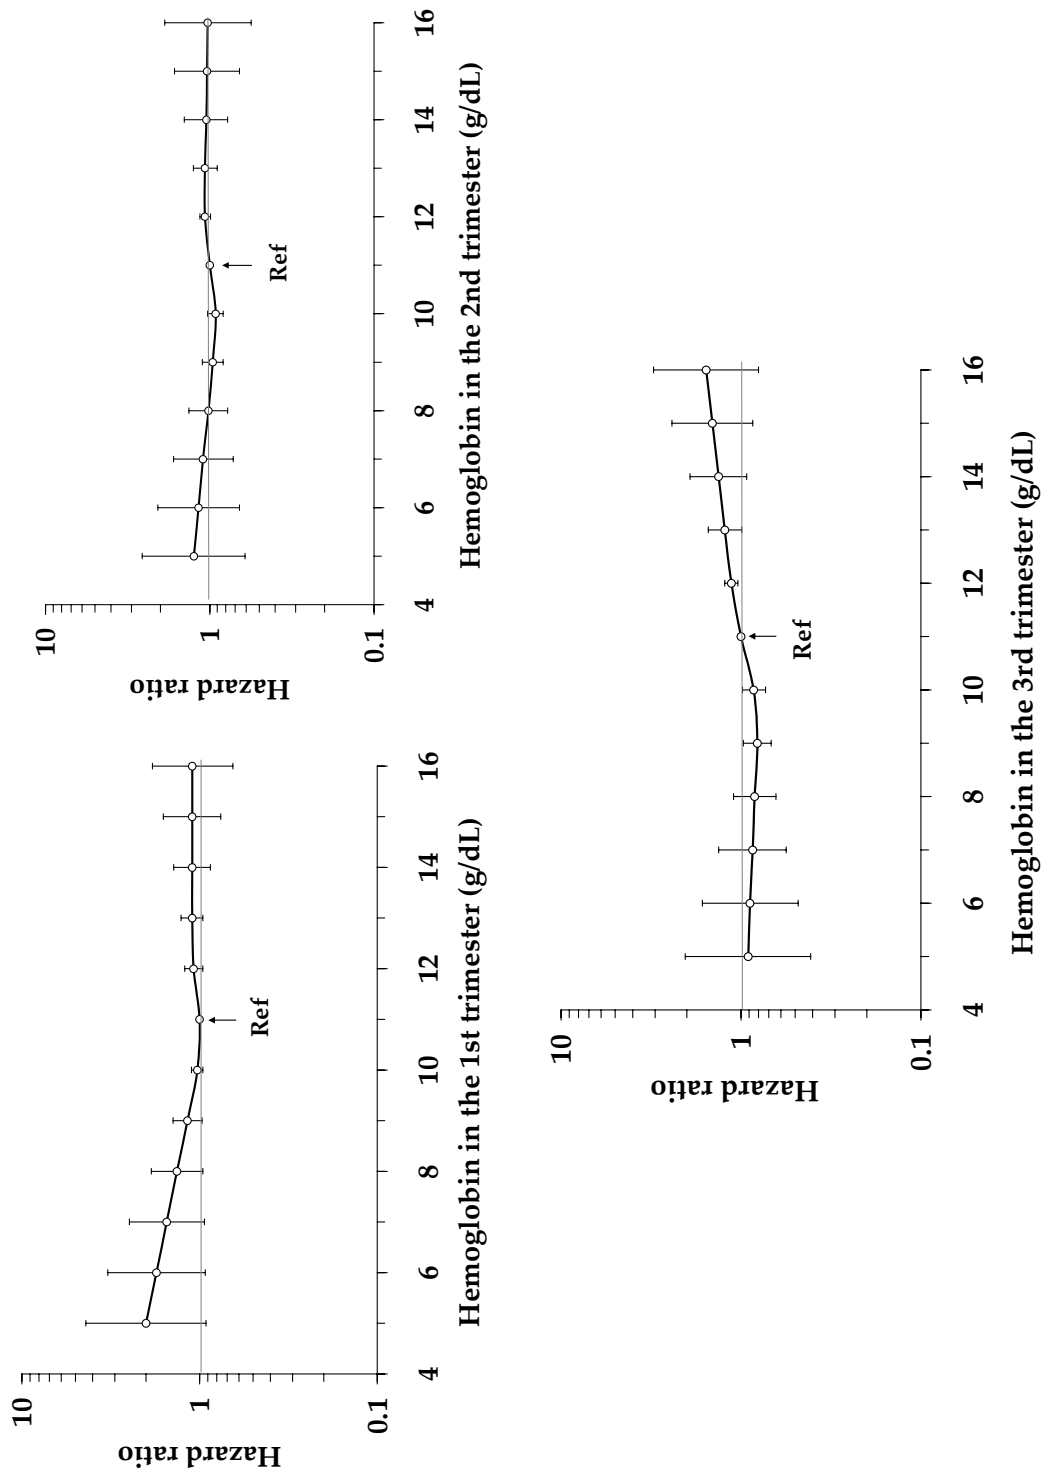 Hazard ratio
10
1
0.1
Ref
4 6 8 10 12 14 16
Hemoglobin in the 1st trimester (g/dL)
Hazard ratio
10
1
0.1
Ref
4 6 8 10 12 14 16
Hemoglobin in the 2nd trimester (g/dL)
Hazard ratio
10
1
0.1
Ref
4 6 8 10 12 14 16
Hemoglobin in the 3rd trimester (g/dL)